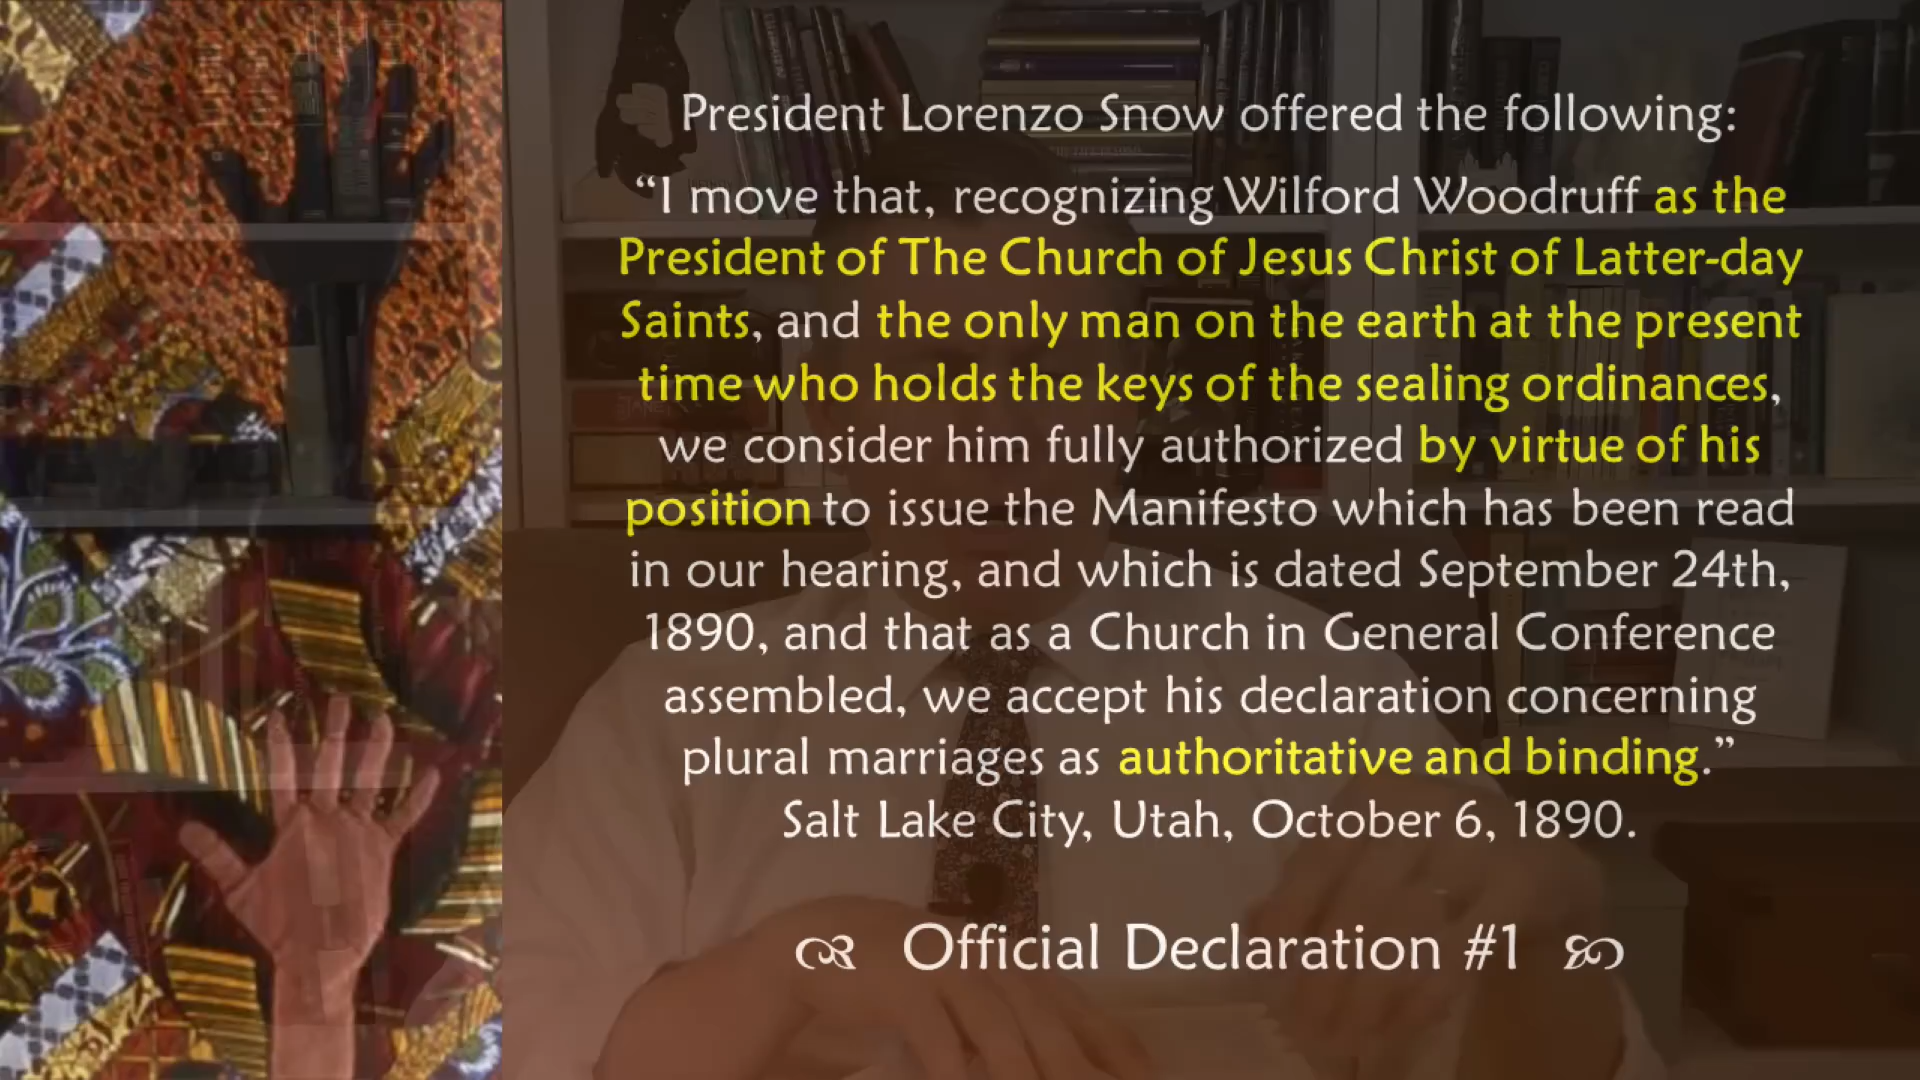 President Lorenzo Snow offered the following:
“I move that, recognizing Wilford Woodruff as the
President of The Church of Jesus Christ of Latter-day
Saints, and the only man on the earth at the present
time who holds the keys of the sealing ordinances,
we consider him fully authorized by virtue of his
position to issue the Manifesto which has been read
in our hearing, and which is dated September 24th,
1890, and that as a Church in General Conference
assembled, we accept his declaration concerning
plural marriages as authoritative and binding.”
Salt Lake City, Utah, October 6, 1890.
Official Declaration #1